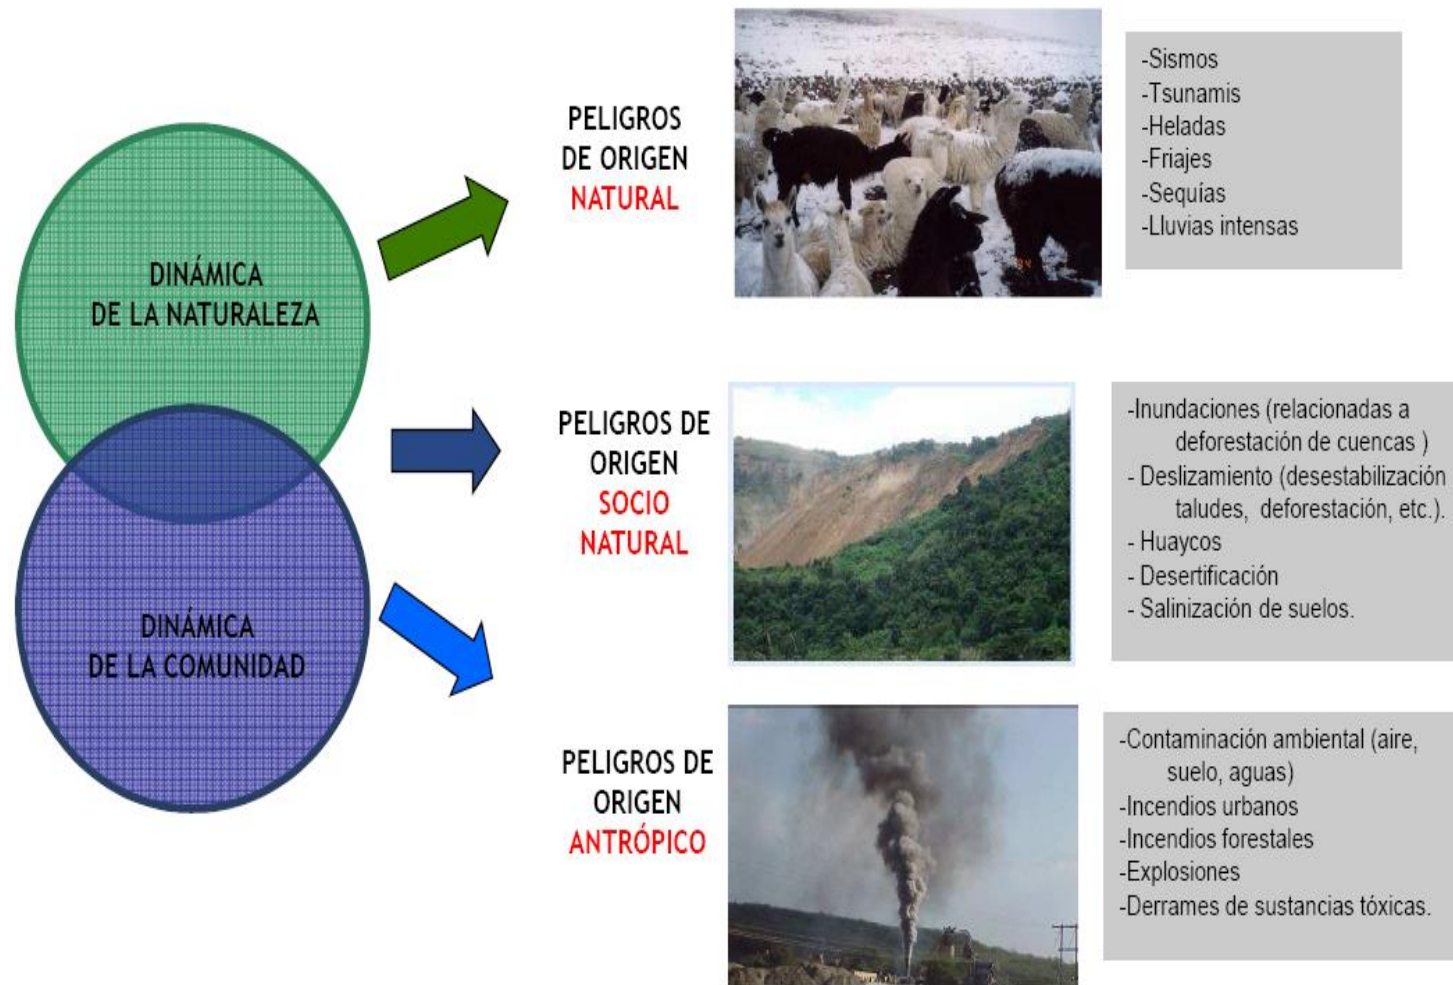 DINÁMICA
DE LA NATURALEZA
DINÁMICA
DE LA COMUNIDAD
PELIGROS
DE ORIGEN
NATURAL
-Sismos
-Tsunamis
-Heladas
-Friajes
-Sequías
-Lluvias intensas
PELIGROS DE
ORIGEN
SOCIO
NATURAL
-Inundaciones (relacionadas a
deforestación de cuencas )
- Deslizamiento (desestabilización
taludes, deforestación, etc.).
- Huaycos
- Desertificación
- Salinización de suelos.
PELIGROS DE
ORIGEN
ANTRÓPICO
-Contaminación ambiental (aire,
suelo, aguas)
-Incendios urbanos
-Incendios forestales
-Explosiones
-Derrames de sustancias tóxicas.